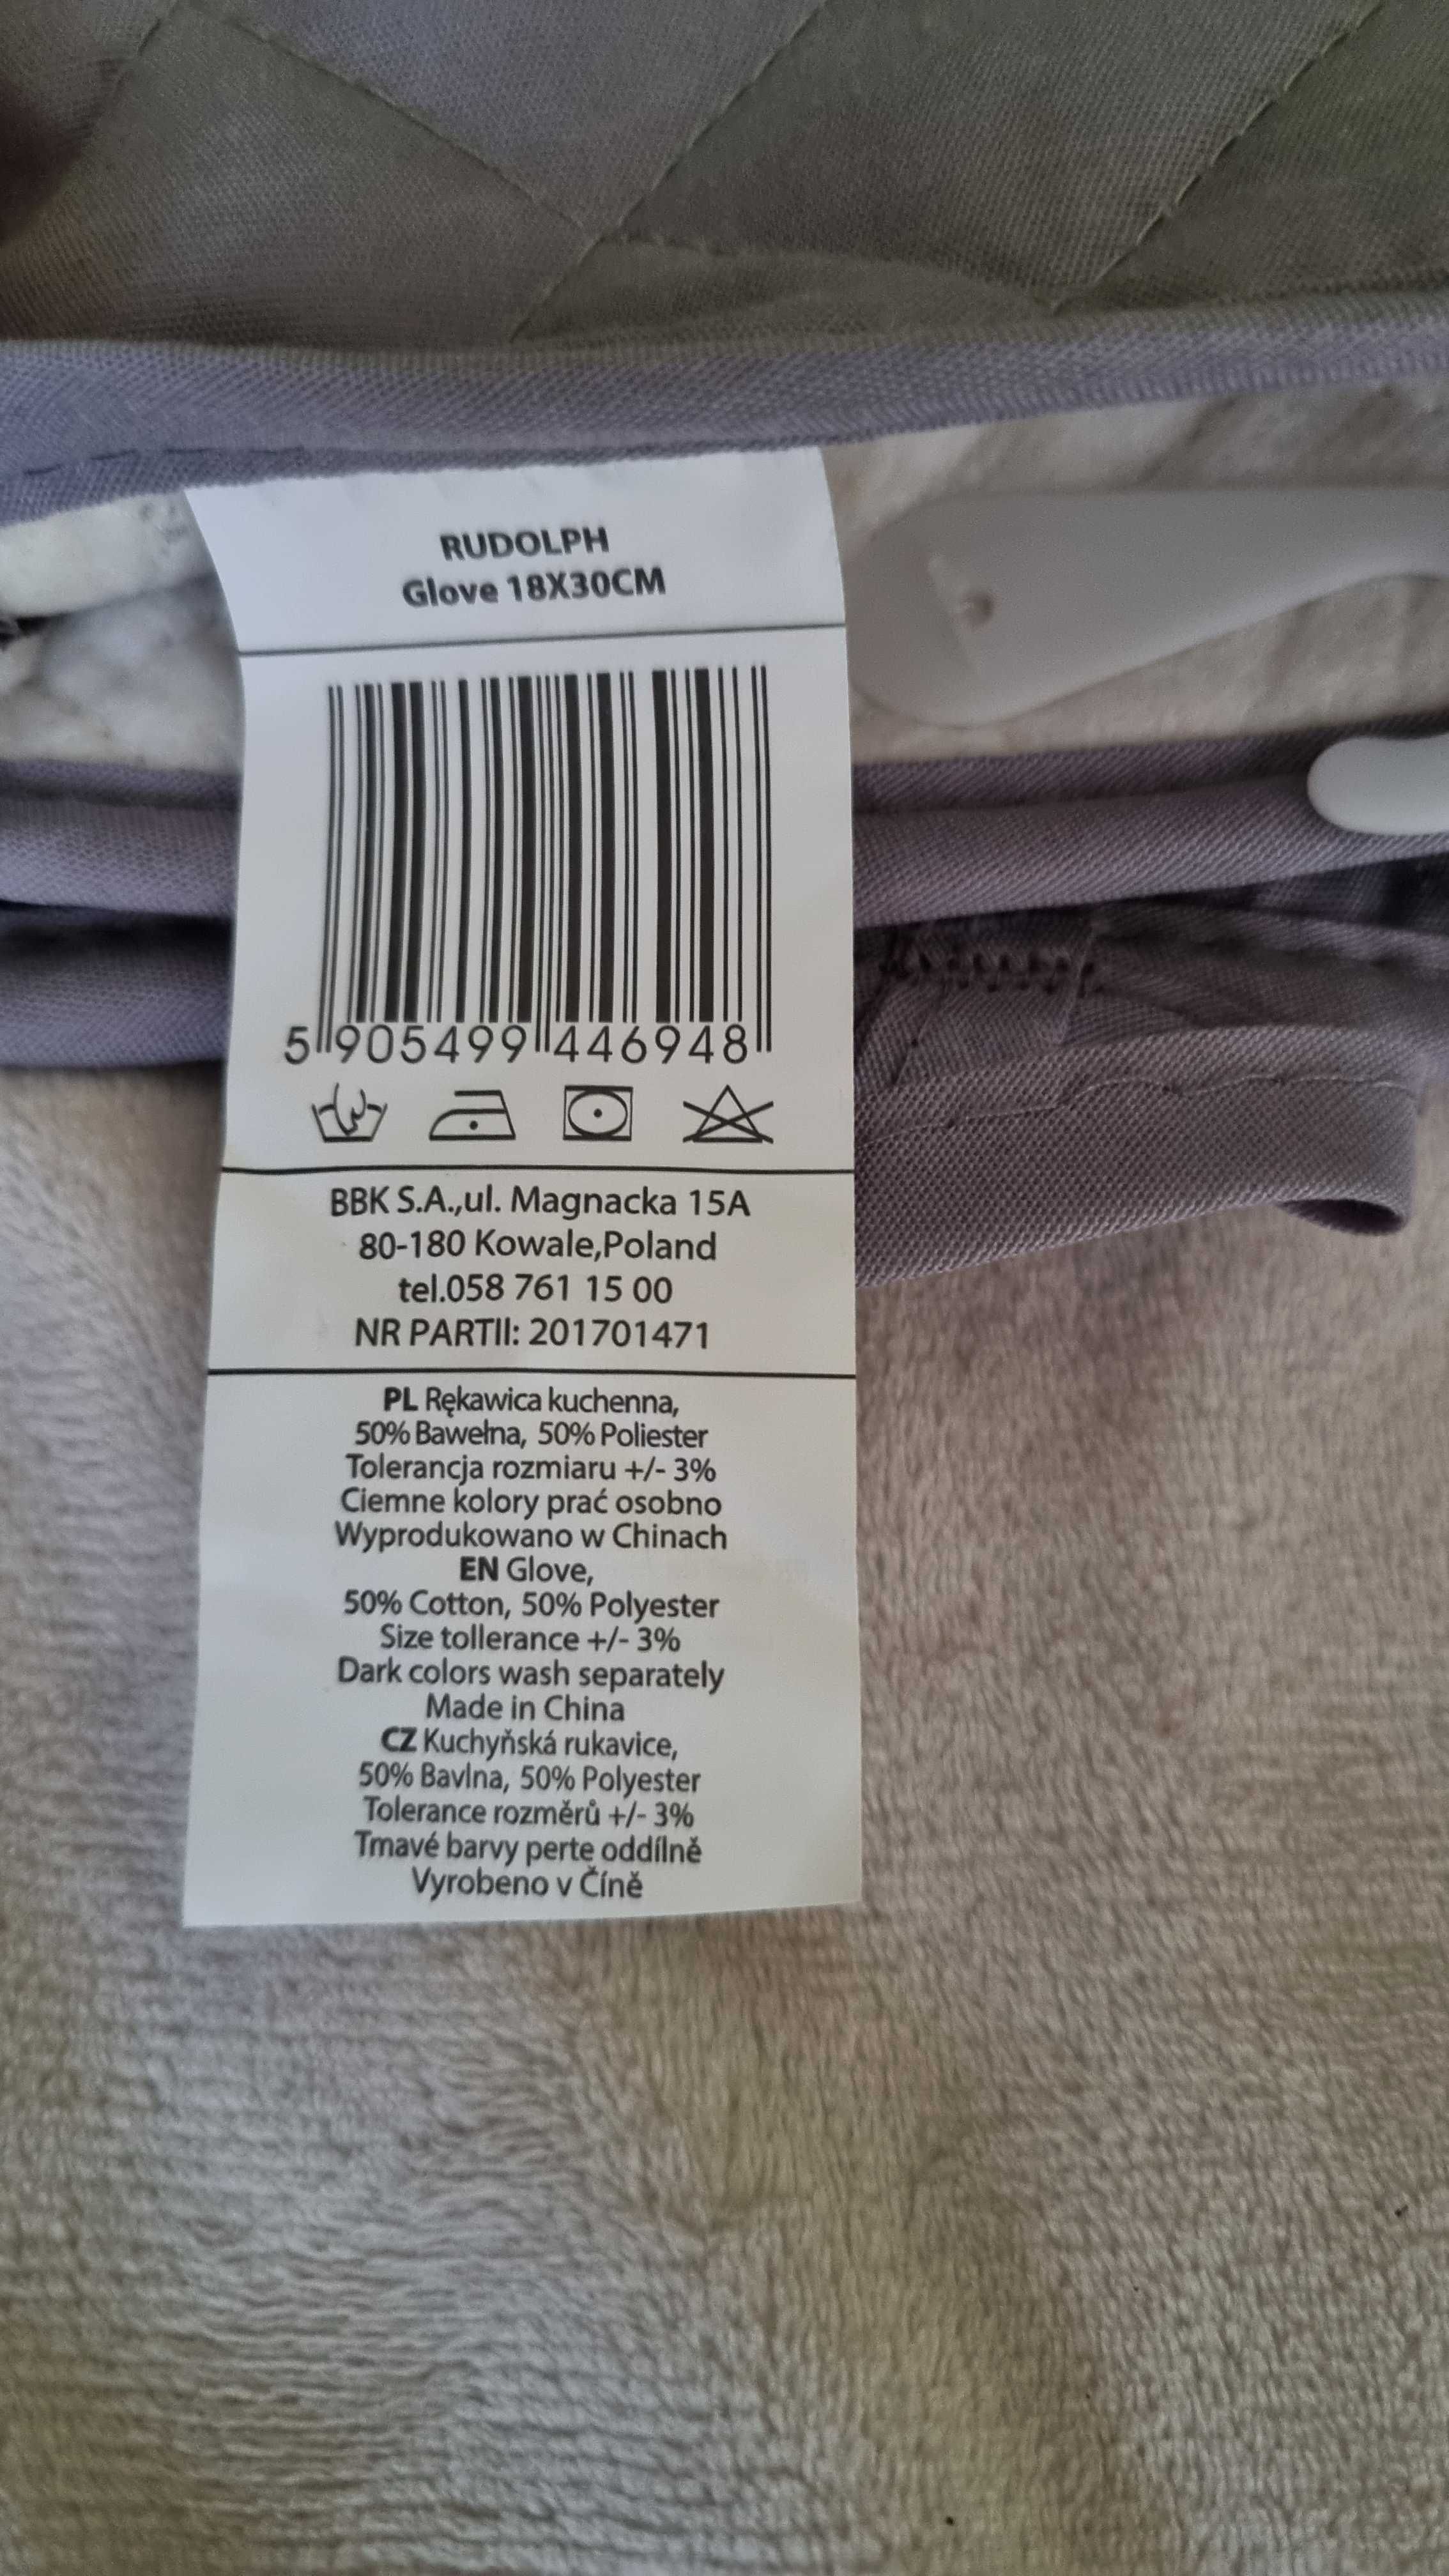 RUDOLPH
Glove 18X30CM
5 905499 446948
BBK S.A.,ul. Magnacka 15A
80-180 Kowale,Poland
tel.058 761 15 00
NR PARTII: 201701471
PL Rękawica kuchenna,
50% Bawełna, 50% Poliester
Tolerancja rozmiaru +/- 3%
Ciemne kolory prać osobno
Wyprodukowano w Chinach
EN Glove,
50% Cotton, 50% Polyester
Size tollerance +/- 3%
Dark colors wash separately
Made in China
CZ Kuchyňská rukavice,
50% Bavlna, 50% Polyester
Tolerance rozměrů +/- 3%
Tmavé barvy perte oddílně
Vyrobeno v Číně